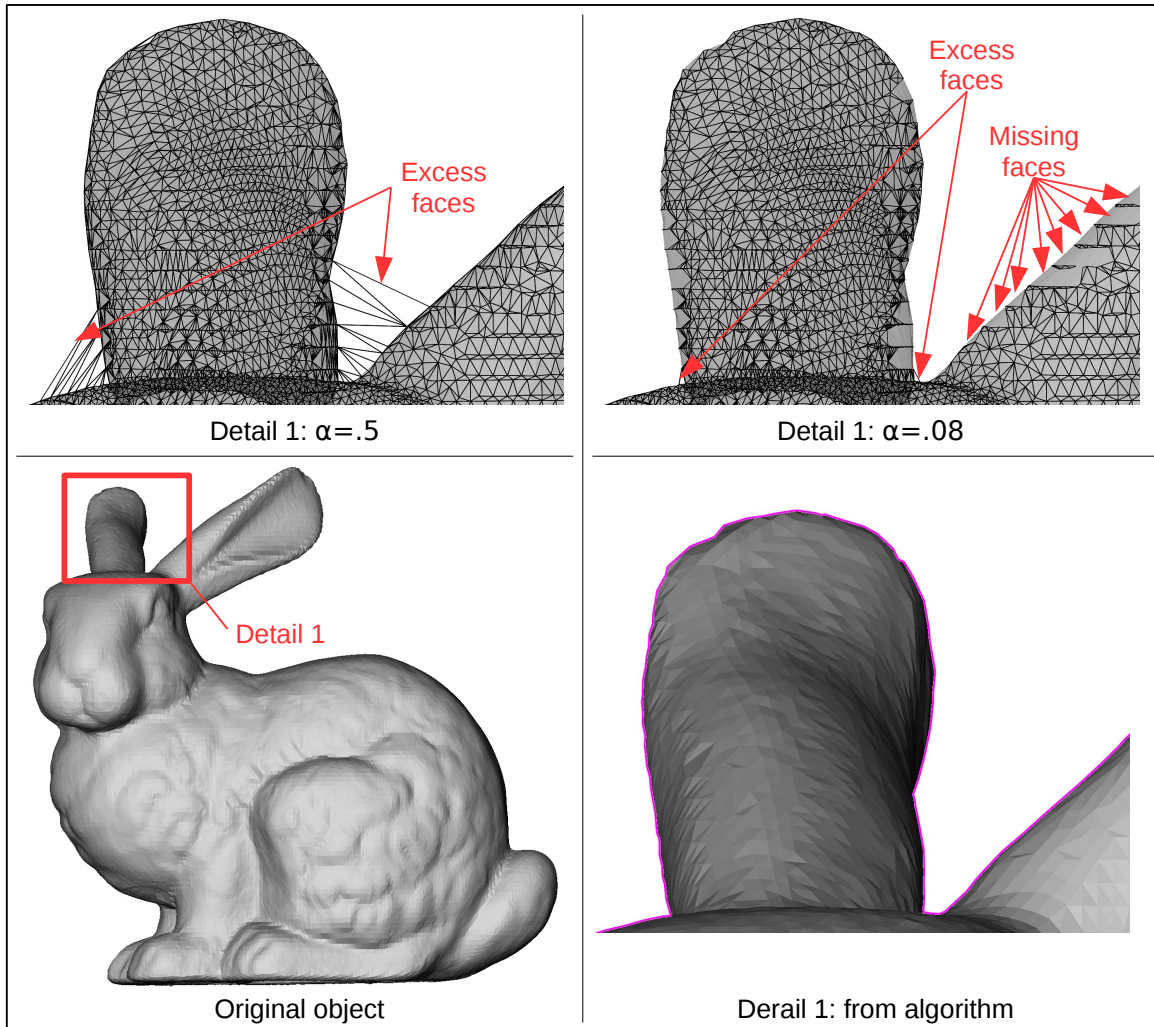 Excess
faces
Excess
faces
Missing
faces
Detail 1: α=.5
Detail 1: α=.08
Detail 1
Original object
Derail 1: from algorithm